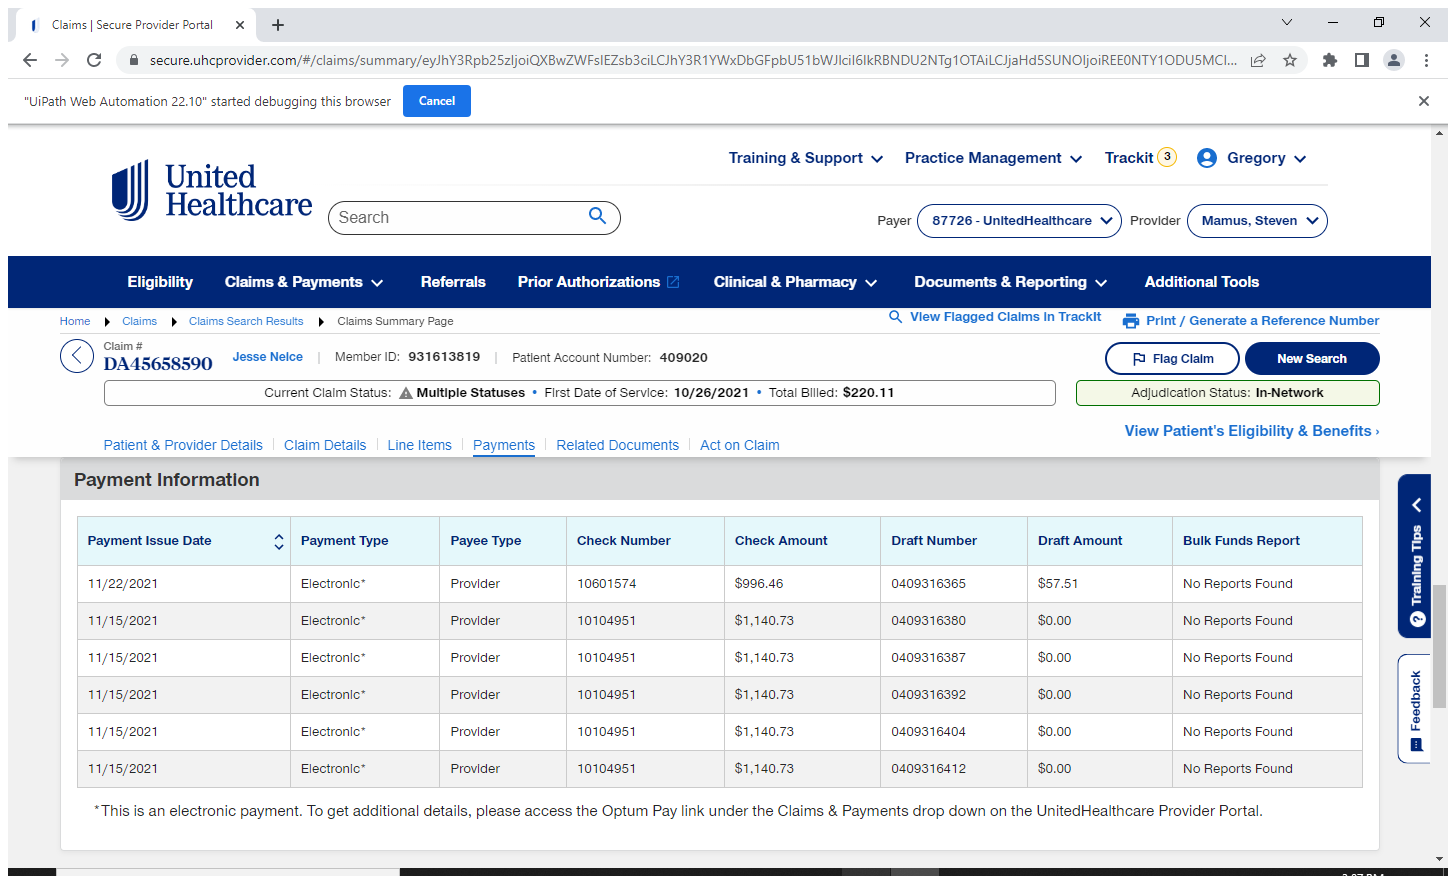 Claims | Secure Provider Portal
secure.uhcprovider.com/#/claims/summary/eyJhY3Rpb25zIjoiQXBwZWFsIEZsb3ciLCJhY3R1YWxDbGFpbU51bWJlciI6IkRBNDU2NTg1OTAiLCJjaHd5SUNOIjoiREE0NTY1ODU5MCI...
"UiPath Web Automation 22.10" started debugging this browser Cancel
Training & Support Practice Management Trackit 3 Gregory
United
Healthcare
Search
Payer 87726 - UnitedHealthcare Provider Mamus, Steven
Eligibility Claims & Payments Referrals Prior Authorizations Clinical & Pharmacy Documents & Reporting Additional Tools
Home Claims Claims Search Results Claims Summary Page View Flagged Claims in TrackIt Print / Generate a Reference Number
Claim #
DA45658590 Jesse Nelce | Member ID: 931613819 | Patient Account Number: 409020 Flag Claim New Search
Current Claim Status: Multiple Statuses • First Date of Service: 10/26/2021 • Total Billed: $220.11 Adjudication Status: In-Network
Patient & Provider Details Claim Details Line Items Payments Related Documents Act on Claim View Patient's Eligibility & Benefits ›
Payment Information
Payment Issue Date Payment Type Payee Type Check Number Check Amount Draft Number Draft Amount Bulk Funds Report
11/22/2021 Electronic* Provider 10601574 $996.46 0409316365 $57.51 No Reports Found
11/15/2021 Electronic* Provider 10104951 $1,140.73 0409316380 $0.00 No Reports Found
11/15/2021 Electronic* Provider 10104951 $1,140.73 0409316387 $0.00 No Reports Found
11/15/2021 Electronic* Provider 10104951 $1,140.73 0409316392 $0.00 No Reports Found
11/15/2021 Electronic* Provider 10104951 $1,140.73 0409316404 $0.00 No Reports Found
11/15/2021 Electronic* Provider 10104951 $1,140.73 0409316412 $0.00 No Reports Found
*This is an electronic payment. To get additional details, please access the Optum Pay link under the Claims & Payments drop down on the UnitedHealthcare Provider Portal.
Training Tips
Feedback